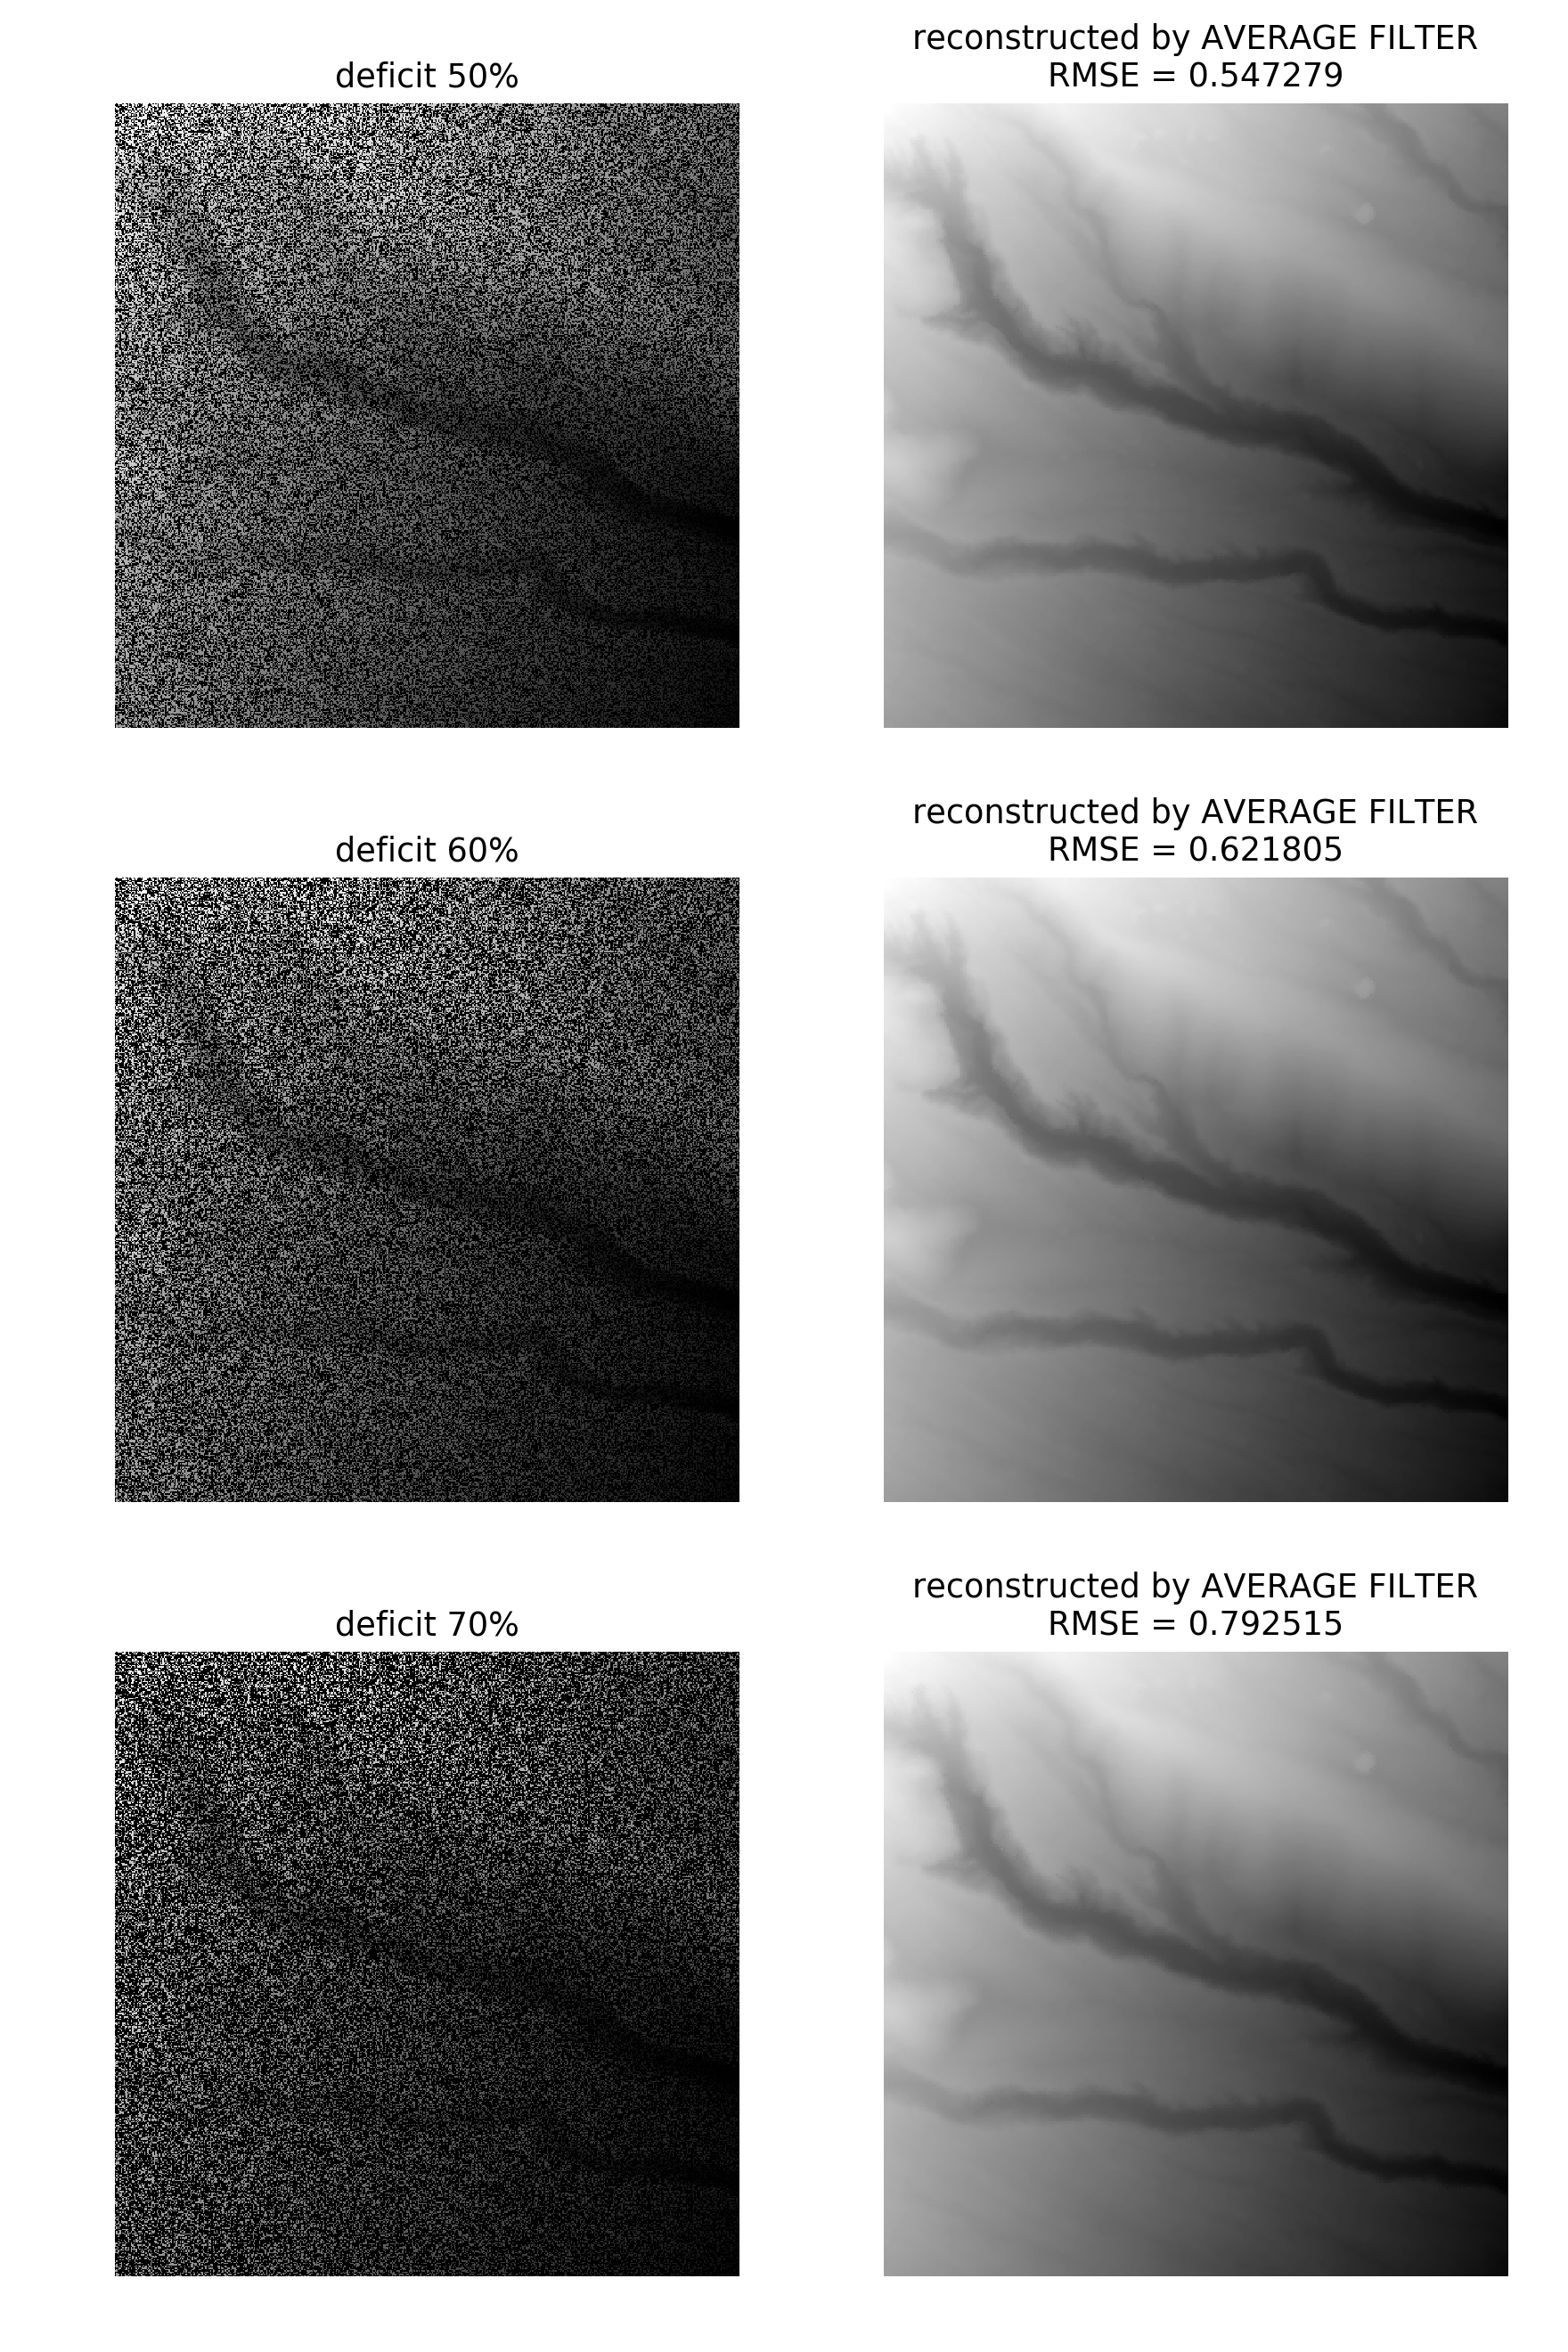 deficit 50%
reconstructed by AVERAGE FILTER
RMSE = 0.547279
deficit 60%
reconstructed by AVERAGE FILTER
RMSE = 0.621805
deficit 70%
reconstructed by AVERAGE FILTER
RMSE = 0.792515